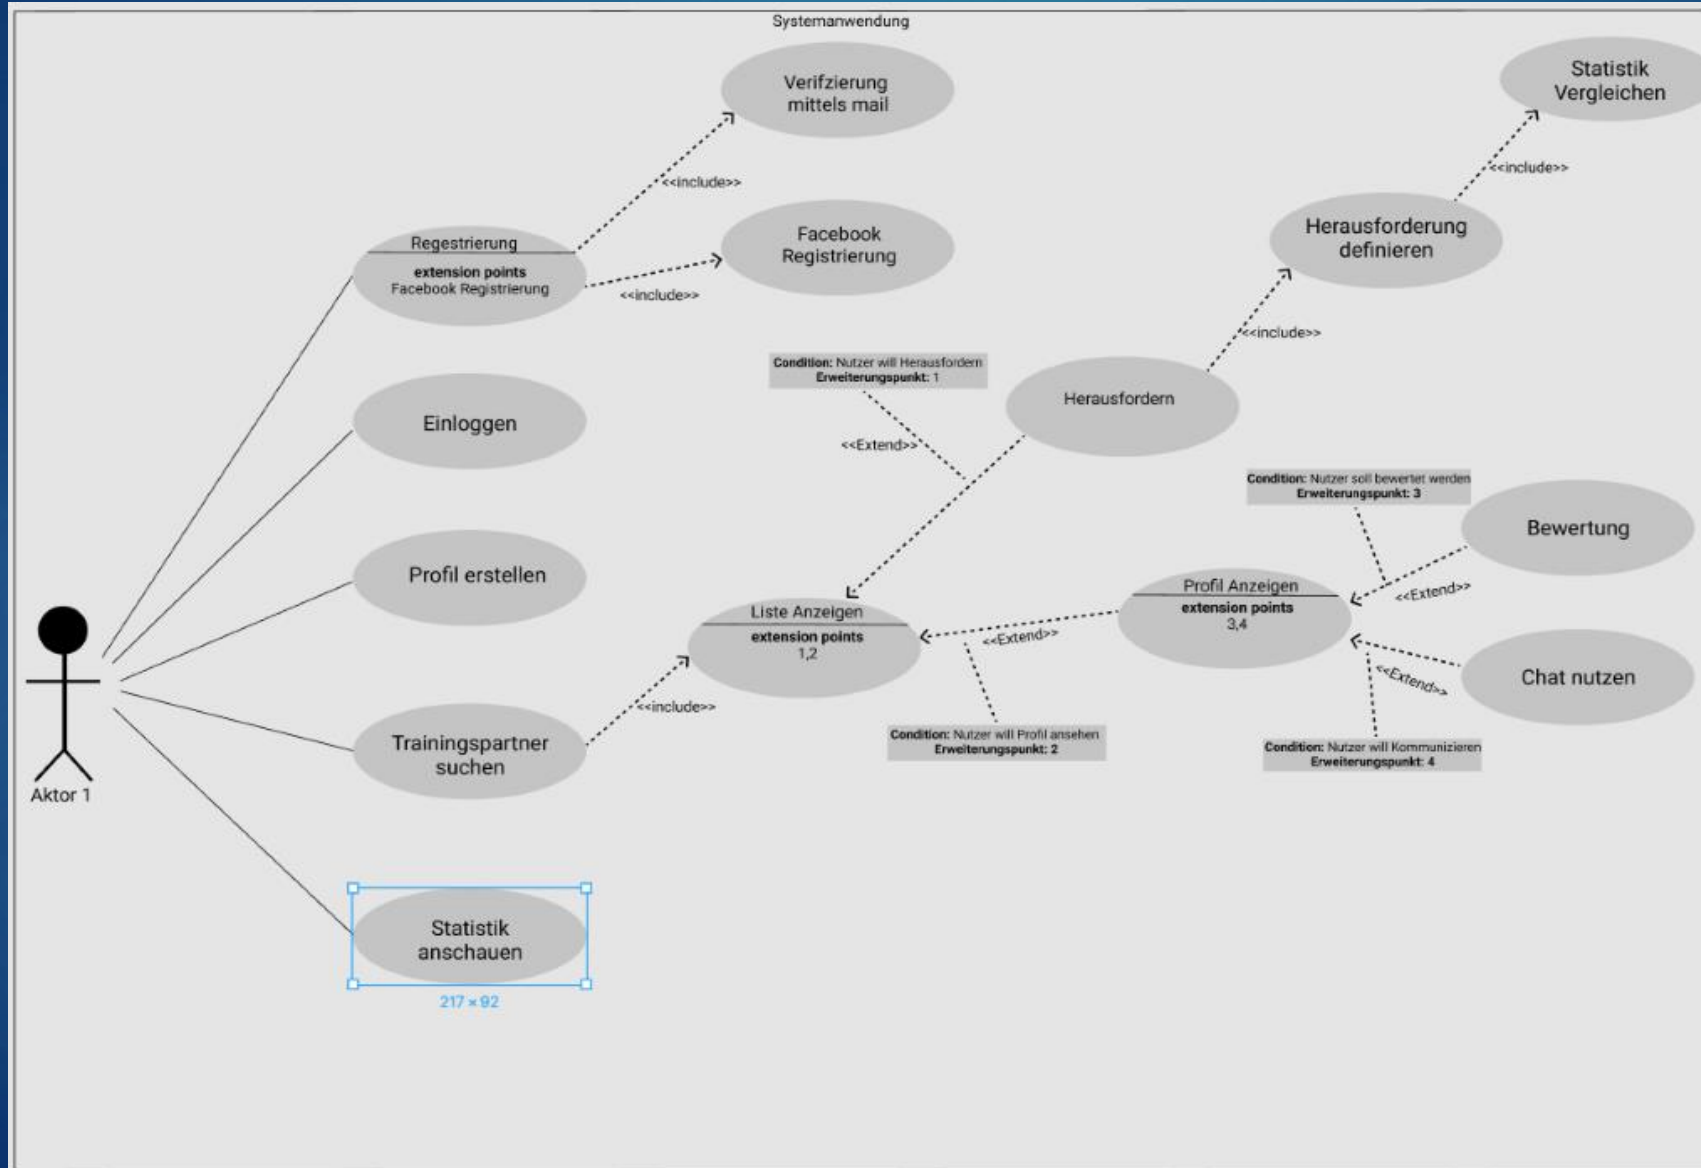 Systemanwendung
Verifzierung
mittels mail
Statistik
Vergleichen
<<include>>
<<include>>
Regestrierung
extension points
Facebook Registrierung
Facebook
Registrierung
<<include>>
Herausforderung
definieren
<<include>>
Condition: Nutzer will Herausfordern
Erweiterungspunkt: 1
Herausfordern
Einloggen
<<Extend>>
Condition: Nutzer soll bewertet werden
Erweiterungspunkt: 3
Bewertung
Profil erstellen
<<Extend>>
Liste Anzeigen
extension points
1,2
<<Extend>>
Profil Anzeigen
extension points
3,4
Chat nutzen
<<Extend>>
<<include>>
Trainingspartner
suchen
Condition: Nutzer will Profil ansehen
Erweiterungspunkt: 2
Condition: Nutzer will Kommunizieren
Erweiterungspunkt: 4
Aktor 1
Statistik
anschauen
217 × 92